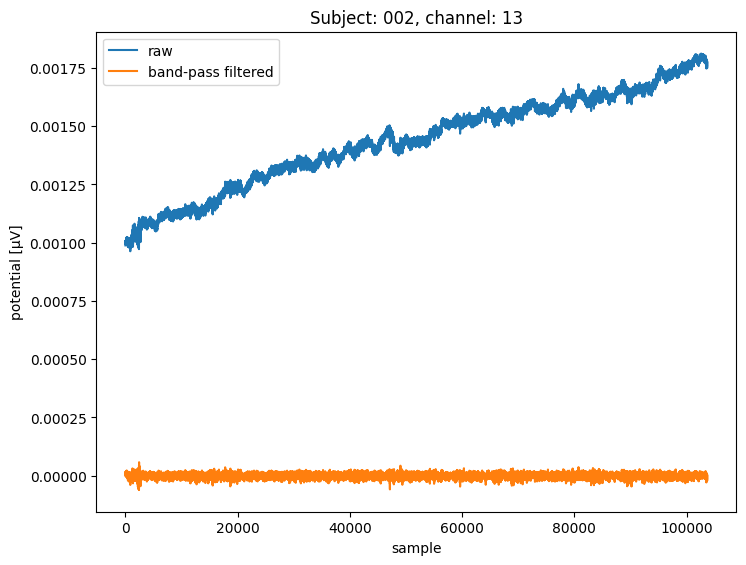 Subject: 002, channel: 13
raw
band-pass filtered
0.00175
0.00150
0.00125
0.00100
0.00075
0.00050
0.00025
0.00000
potential [µV]
0
20000
40000
60000
80000
100000
sample